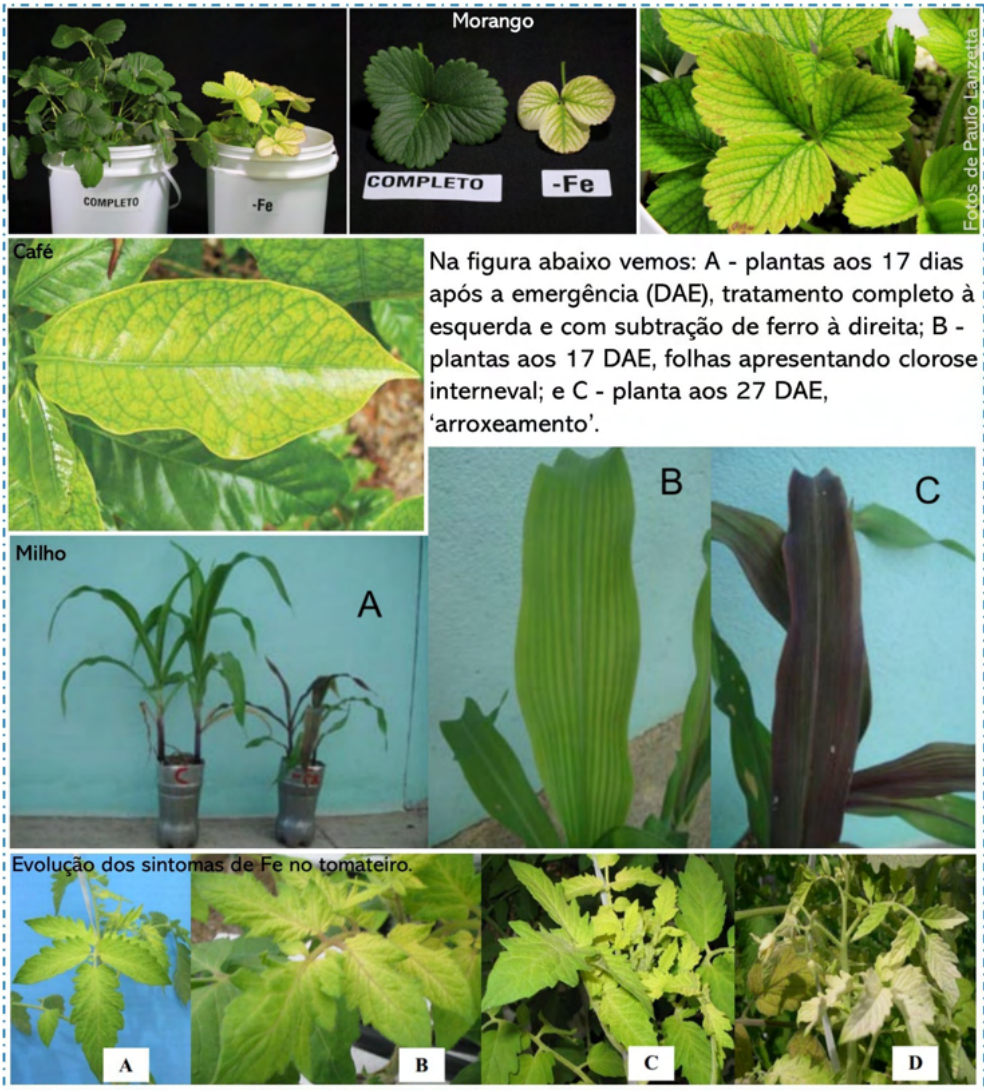 Morango
COMPLETO
-Fe
COMPLETO
-Fe
Fotos de Paulo Lanzetta
Café
Na figura abaixo vemos: A - plantas aos 17 dias
após a emergência (DAE), tratamento completo à
esquerda e com subtração de ferro à direita; B -
plantas aos 17 DAE, folhas apresentando clorose
interneval; e C - planta aos 27 DAE,
‘arroxeamento’.
Milho
A
C
-Fe
B
C
Evolução dos sintomas de Fe no tomateiro.
A
B
C
D